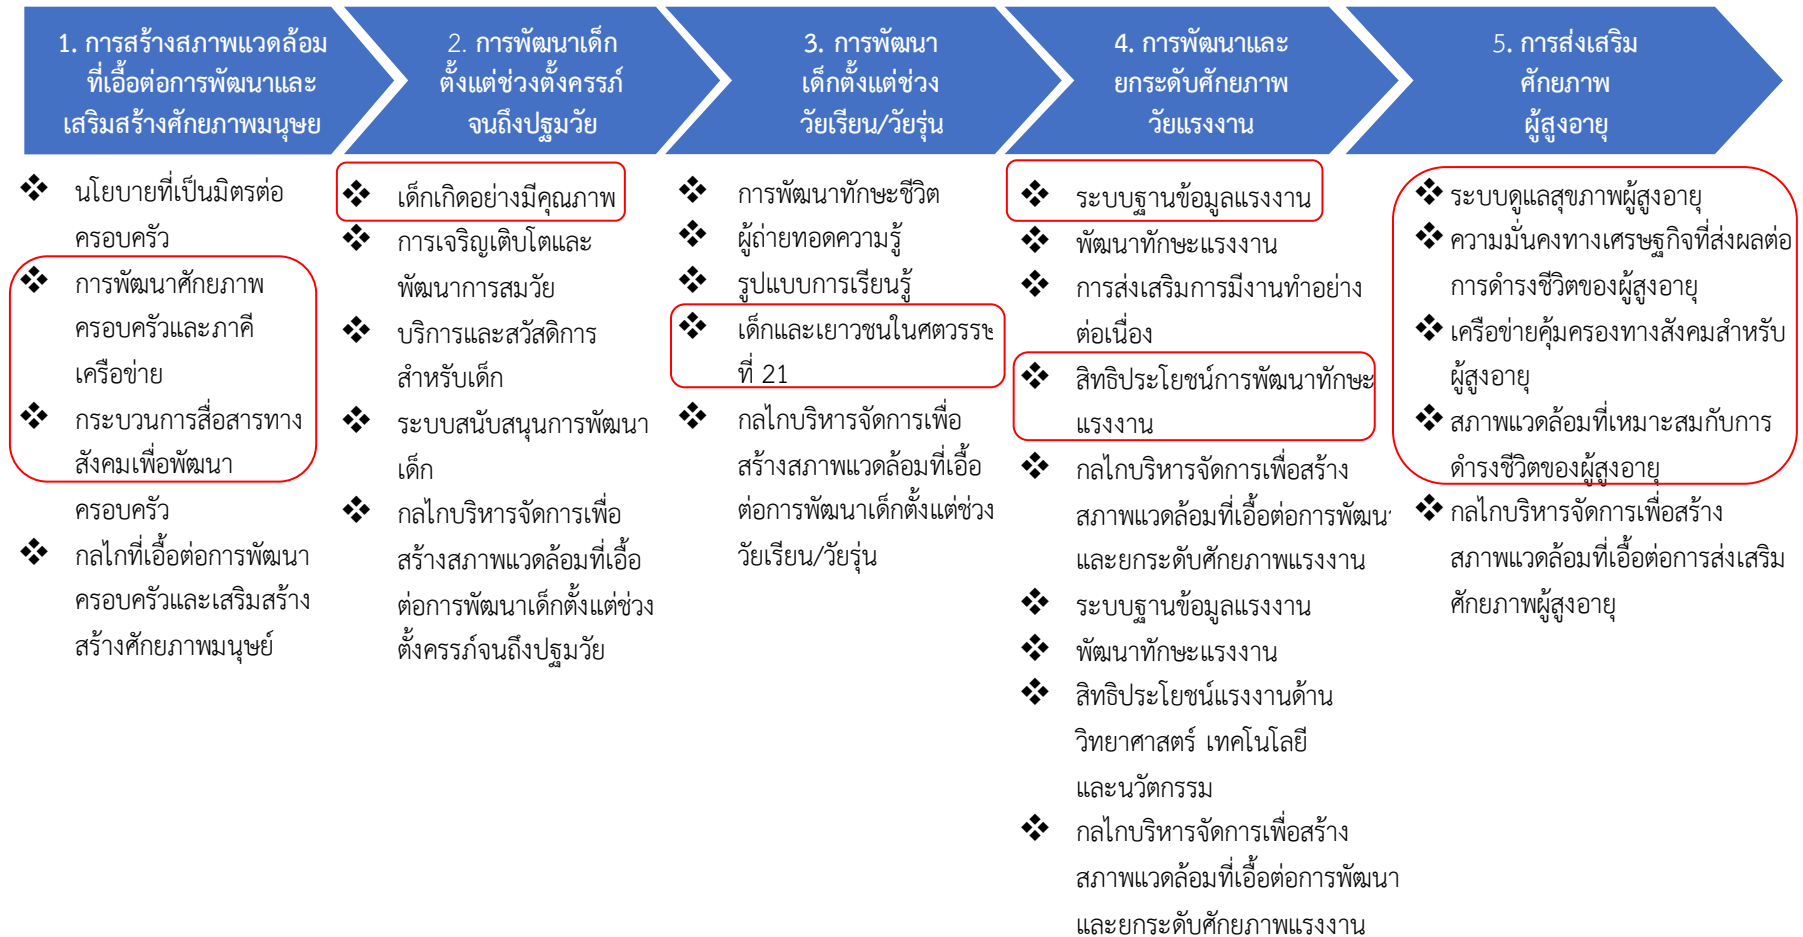 1. การสร้างสภาพแวดล้อม
ที่เอื้อต่อการพัฒนาและ
เสริมสร้างศักยภาพมนุษย
2. การพัฒนาเด็ก
ตั้งแต่ช่วงตั้งครรภ์
จนถึงปฐมวัย
3. การพัฒนา
เด็กตั้งแต่ช่วง
วัยเรียน/วัยรุ่น
4. การพัฒนาและ
ยกระดับศักยภาพ
วัยแรงงาน
5. การส่งเสริม
ศักยภาพ
ผู้สูงอายุ
❖ นโยบายที่เป็นมิตรต่อ
ครอบครัว
❖ การพัฒนาศักยภาพ
ครอบครัวและภาคี
เครือข่าย
❖ กระบวนการสื่อสารทาง
สังคมเพื่อพัฒนา
ครอบครัว
❖ กลไกที่เอื้อต่อการพัฒนา
ครอบครัวและเสริมสร้าง
สร้างศักยภาพมนุษย์
❖ เด็กเกิดอย่างมีคุณภาพ
❖ การเจริญเติบโตและ
พัฒนาการสมวัย
❖ บริการและสวัสดิการ
สำหรับเด็ก
❖ ระบบสนับสนุนการพัฒนา
เด็ก
❖ กลไกบริหารจัดการเพื่อ
สร้างสภาพแวดล้อมที่เอื้อ
ต่อการพัฒนาเด็กตั้งแต่ช่วง
ตั้งครรภ์จนถึงปฐมวัย
❖ การพัฒนาทักษะชีวิต
❖ ผู้ถ่ายทอดความรู้
❖ รูปแบบการเรียนรู้
❖ เด็กและเยาวชนในศตวรรษ
ที่ 21
❖ กลไกบริหารจัดการเพื่อ
สร้างสภาพแวดล้อมที่เอื้อ
ต่อการพัฒนาเด็กตั้งแต่ช่วง
วัยเรียน/วัยรุ่น
❖ ระบบฐานข้อมูลแรงงาน
❖ พัฒนาทักษะแรงงาน
❖ การส่งเสริมการมีงานทำอย่าง
ต่อเนื่อง
❖ สิทธิประโยชน์การพัฒนาทักษะ
แรงงาน
❖ กลไกบริหารจัดการเพื่อสร้าง
สภาพแวดล้อมที่เอื้อต่อการพัฒนา
และยกระดับศักยภาพแรงงาน
❖ ระบบฐานข้อมูลแรงงาน
❖ พัฒนาทักษะแรงงาน
❖ สิทธิประโยชน์แรงงานด้าน
วิทยาศาสตร์ เทคโนโลยี
และนวัตกรรม
❖ กลไกบริหารจัดการเพื่อสร้าง
สภาพแวดล้อมที่เอื้อต่อการพัฒนา
และยกระดับศักยภาพแรงงาน
❖ ระบบดูแลสุขภาพผู้สูงอายุ
❖ ความมั่นคงทางเศรษฐกิจที่ส่งผลต่อ
การดำรงชีวิตของผู้สูงอายุ
❖ เครือข่ายคุ้มครองทางสังคมสำหรับ
ผู้สูงอายุ
❖ สภาพแวดล้อมที่เหมาะสมกับการ
ดำรงชีวิตของผู้สูงอายุ
❖ กลไกบริหารจัดการเพื่อสร้าง
สภาพแวดล้อมที่เอื้อต่อการส่งเสริม
ศักยภาพผู้สูงอายุ